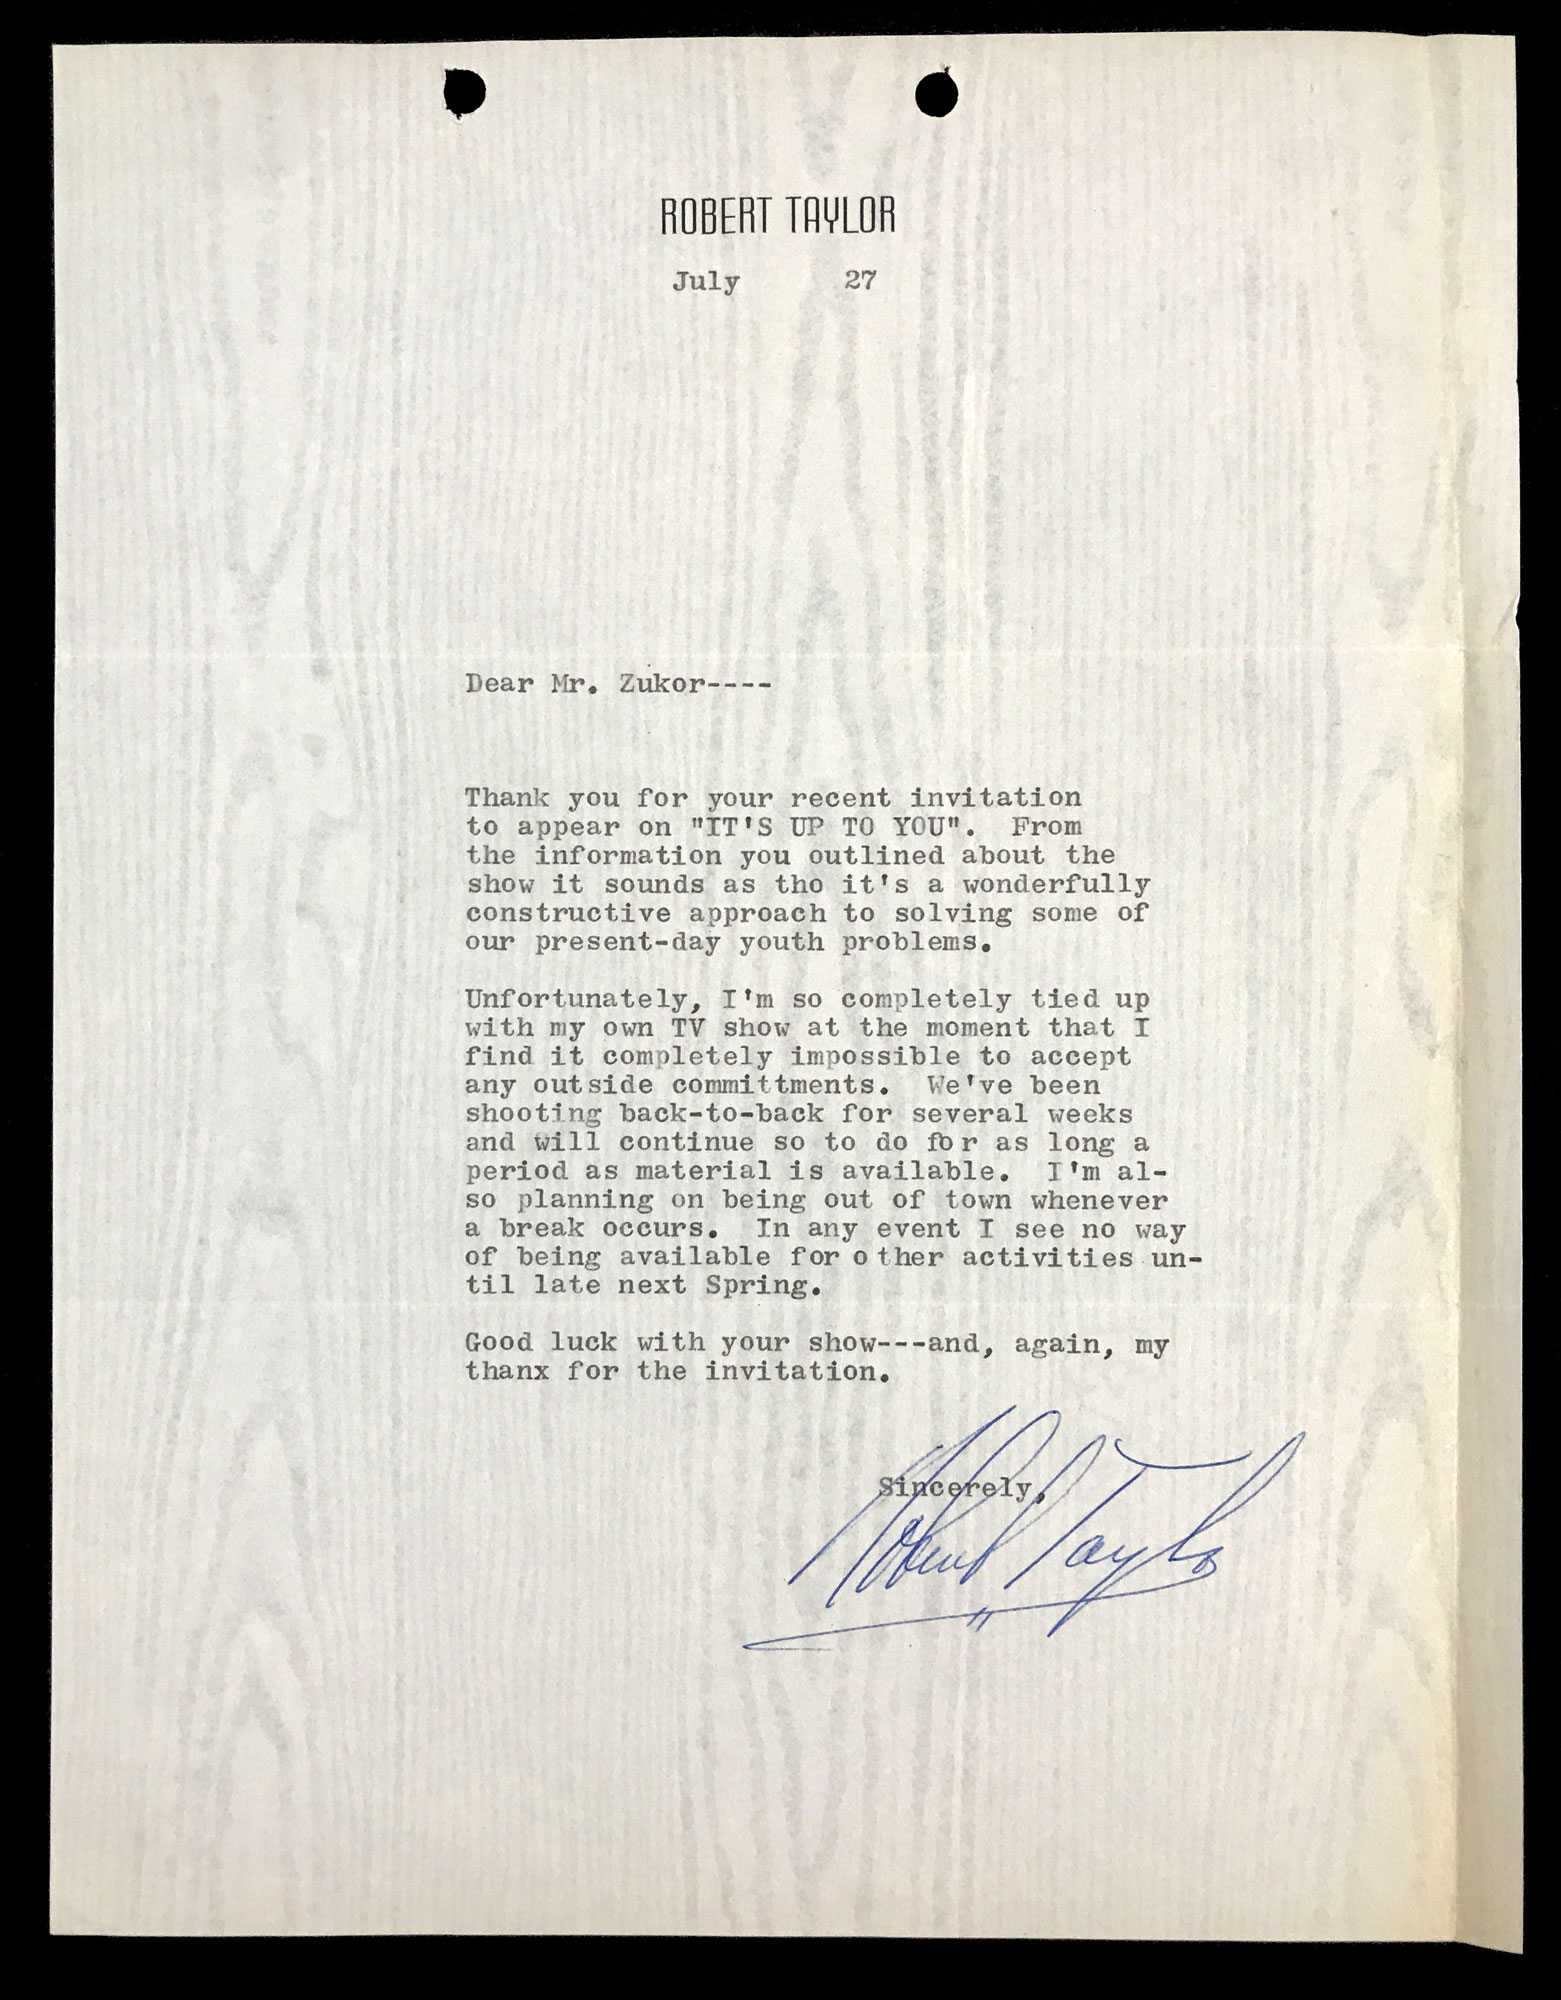 ROBERT TAYLOR
July 27
Dear Mr. Zukor----
Thank you for your recent invitation
to appear on "IT'S UP TO YOU". From
the information you outlined about the
show it sounds as tho it's a wonderfully
constructive approach to solving some of
our present-day youth problems.
Unfortunately, I'm so completely tied up
with my own TV show at the moment that I
find it completely impossible to accept
any outside committments. We've been
shooting back-to-back for several weeks
and will continue so to do for as long a
period as material is available. I'm al-
so planning on being out of town whenever
a break occurs. In any event I see no way
of being available for other activities un-
til late next Spring.
Good luck with your show---and, again, my
thanx for the invitation.
Sincerely,
Robert Taylor